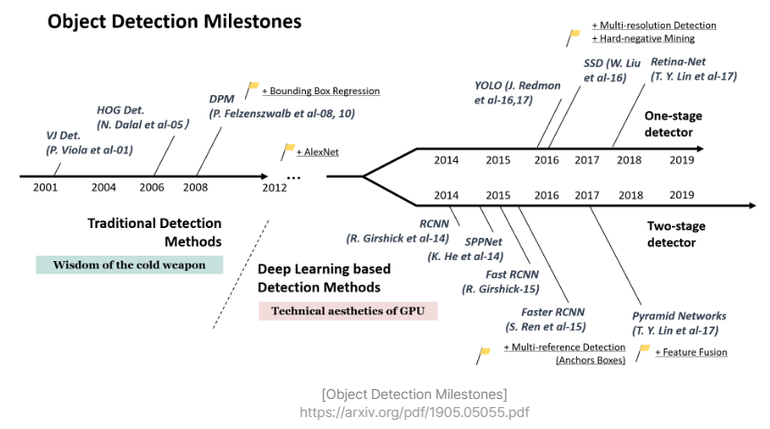 Object Detection Milestones
+ Multi-resolution Detection
+ Hard-negative Mining
SSD (W. Liu
et al-16)
Retina-Net
(T. Y. Lin et al-17)
YOLO (J. Redmon
et al-16,17)
+ Bounding Box Regression
DPM
(P. Felzenszwalb et al-08, 10)
HOG Det.
(N. Dalal et al-05)
VJ Det.
(P. Viola et al-01)
+ AlexNet
One-stage
detector
2014 2015 2016 2017 2018 2019
2001 2004 2006 2008 2012 ...
2014 2015 2016 2017 2018 2019
Two-stage
detector
Traditional Detection
Methods
Wisdom of the cold weapon
Deep Learning based
Detection Methods
Technical aesthetics of GPU
RCNN
(R. Girshick et al-14)
SPPNet
(K. He et al-14)
Fast RCNN
(R. Girshick-15)
Faster RCNN
(S. Ren et al-15)
Pyramid Networks
(T. Y. Lin et al-17)
+ Multi-reference Detection
(Anchors Boxes)
+ Feature Fusion
[Object Detection Milestones]
https://arxiv.org/pdf/1905.05055.pdf